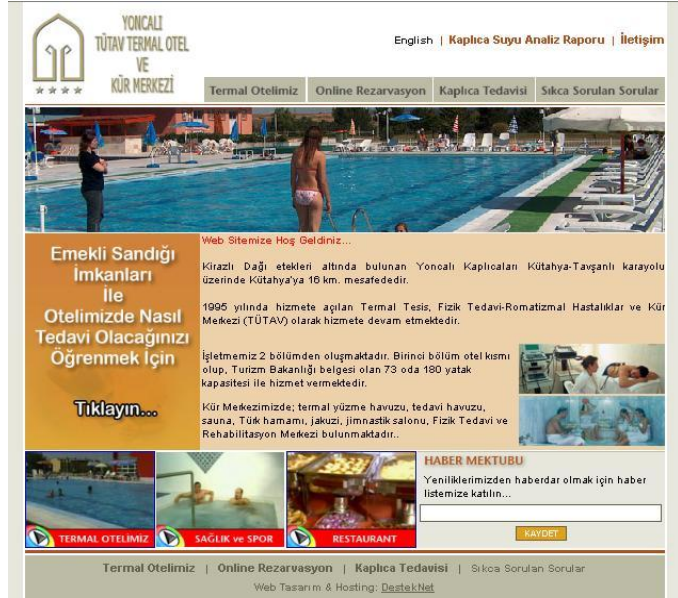 YONCALI
TÜTAV TERMAL OTEL
VE
KÜR MERKEZİ
English | Kaplıca Suyu Analiz Raporu | İletişim
Termal Otelimiz Online Rezarvasyon Kaplıca Tedavisi Sıkca Sorulan Sorular
Emekli Sandığı
İmkanları
İle
Otelimizde Nasıl
Tedavi Olacağınızı
Öğrenmek İçin
Tıklayın...
Web Sitemize Hoş Geldiniz...
Kirazlı Dağı etekleri altında bulunan Yoncalı Kaplıcaları Kütahya-Tavşanlı karayolu
üzerinde Kütahya'ya 16 km. mesafededir.
1995 yılında hizmete açılan Termal Tesis, Fizik Tedavi-Romatizmal Hastalıklar ve Kür
Merkezi (TÜTAV) olarak hizmete devam etmektedir.
İşletmemiz 2 bölümden oluşmaktadır. Birinci bölüm otel kısmı
olup, Turizm Bakanlığı belgesi olan 73 oda 180 yatak
kapasitesi ile hizmet vermektedir.
Kür Merkezimizde; termal yüzme havuzu, tedavi havuzu,
sauna, Türk hamamı, jakuzi, jimnastik salonu, Fizik Tedavi ve
Rehabilitasyon Merkezi bulunmaktadır..
TERMAL OTELİMİZ
SAĞLIK ve SPOR
RESTAURANT
HABER MEKTUBU
Yeniliklerimizden haberdar olmak için haber
listemize katılın...
KAYDET
Termal Otelimiz | Online Rezarvasyon | Kaplıca Tedavisi | Sıkca Sorulan Sorular
Web Tasarım & Hosting: DestekNet